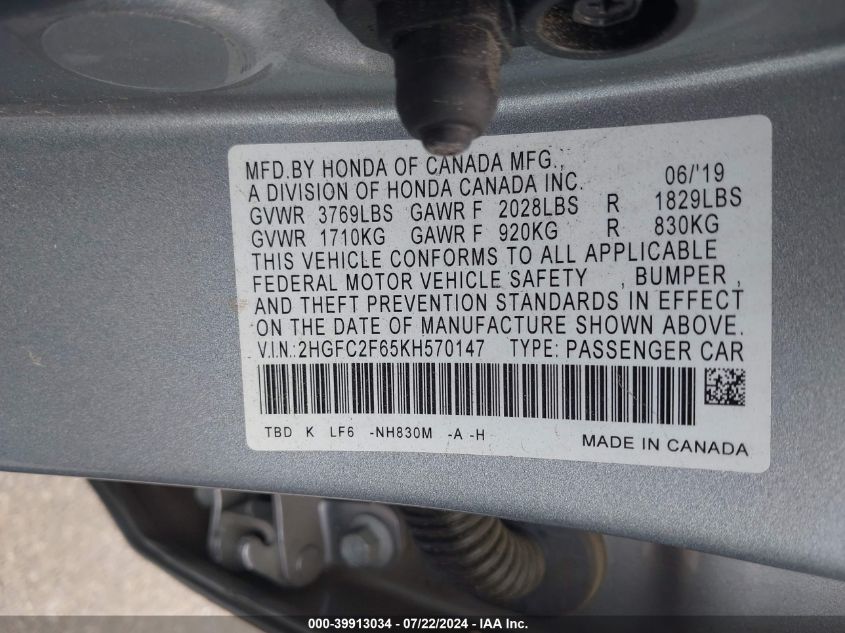 MFD.BY HONDA OF CANADA MFG., 06/'19
A DIVISION OF HONDA CANADA INC.
GVWR 3769LBS GAWR F 2028LBS R 1829LBS
GVWR 1710KG GAWR F 920KG R 830KG
THIS VEHICLE CONFORMS TO ALL APPLICABLE
FEDERAL MOTOR VEHICLE SAFETY , BUMPER ,
AND THEFT PREVENTION STANDARDS IN EFFECT
ON THE DATE OF MANUFACTURE SHOWN ABOVE.
V.I.N.:2HGFC2F65KH570147 TYPE: PASSENGER CAR
TBD K LF6 -NH830M -A -H
MADE IN CANADA
000-39913034 - 07/22/2024 - IAA Inc.